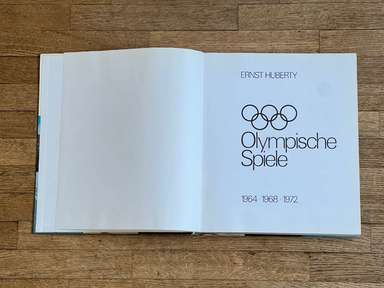 ERNST HUBERTY
Olympische
Spiele
1964 · 1968 · 1972